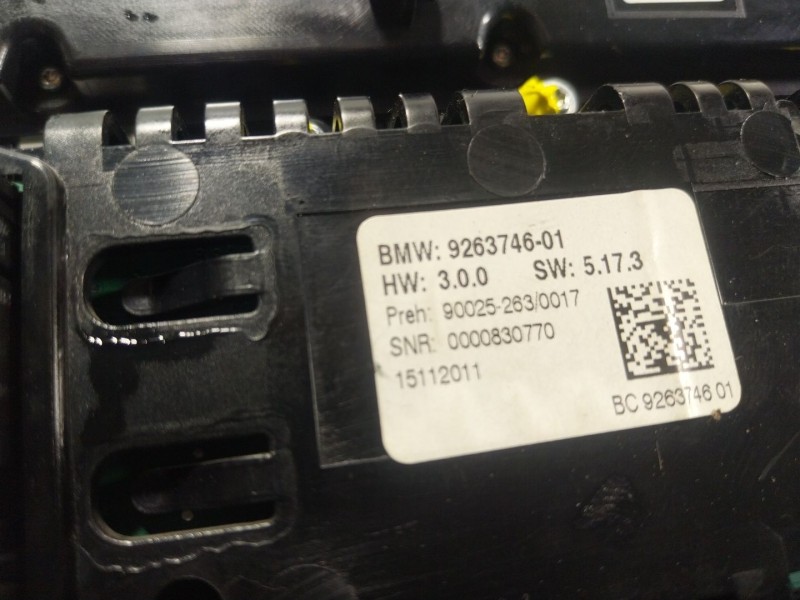 BMW: 9263746-01
HW: 3.0.0 SW: 5.17.3
Preh: 90025-263/0017
SNR: 0000830770
15112011
BC 9263746 01